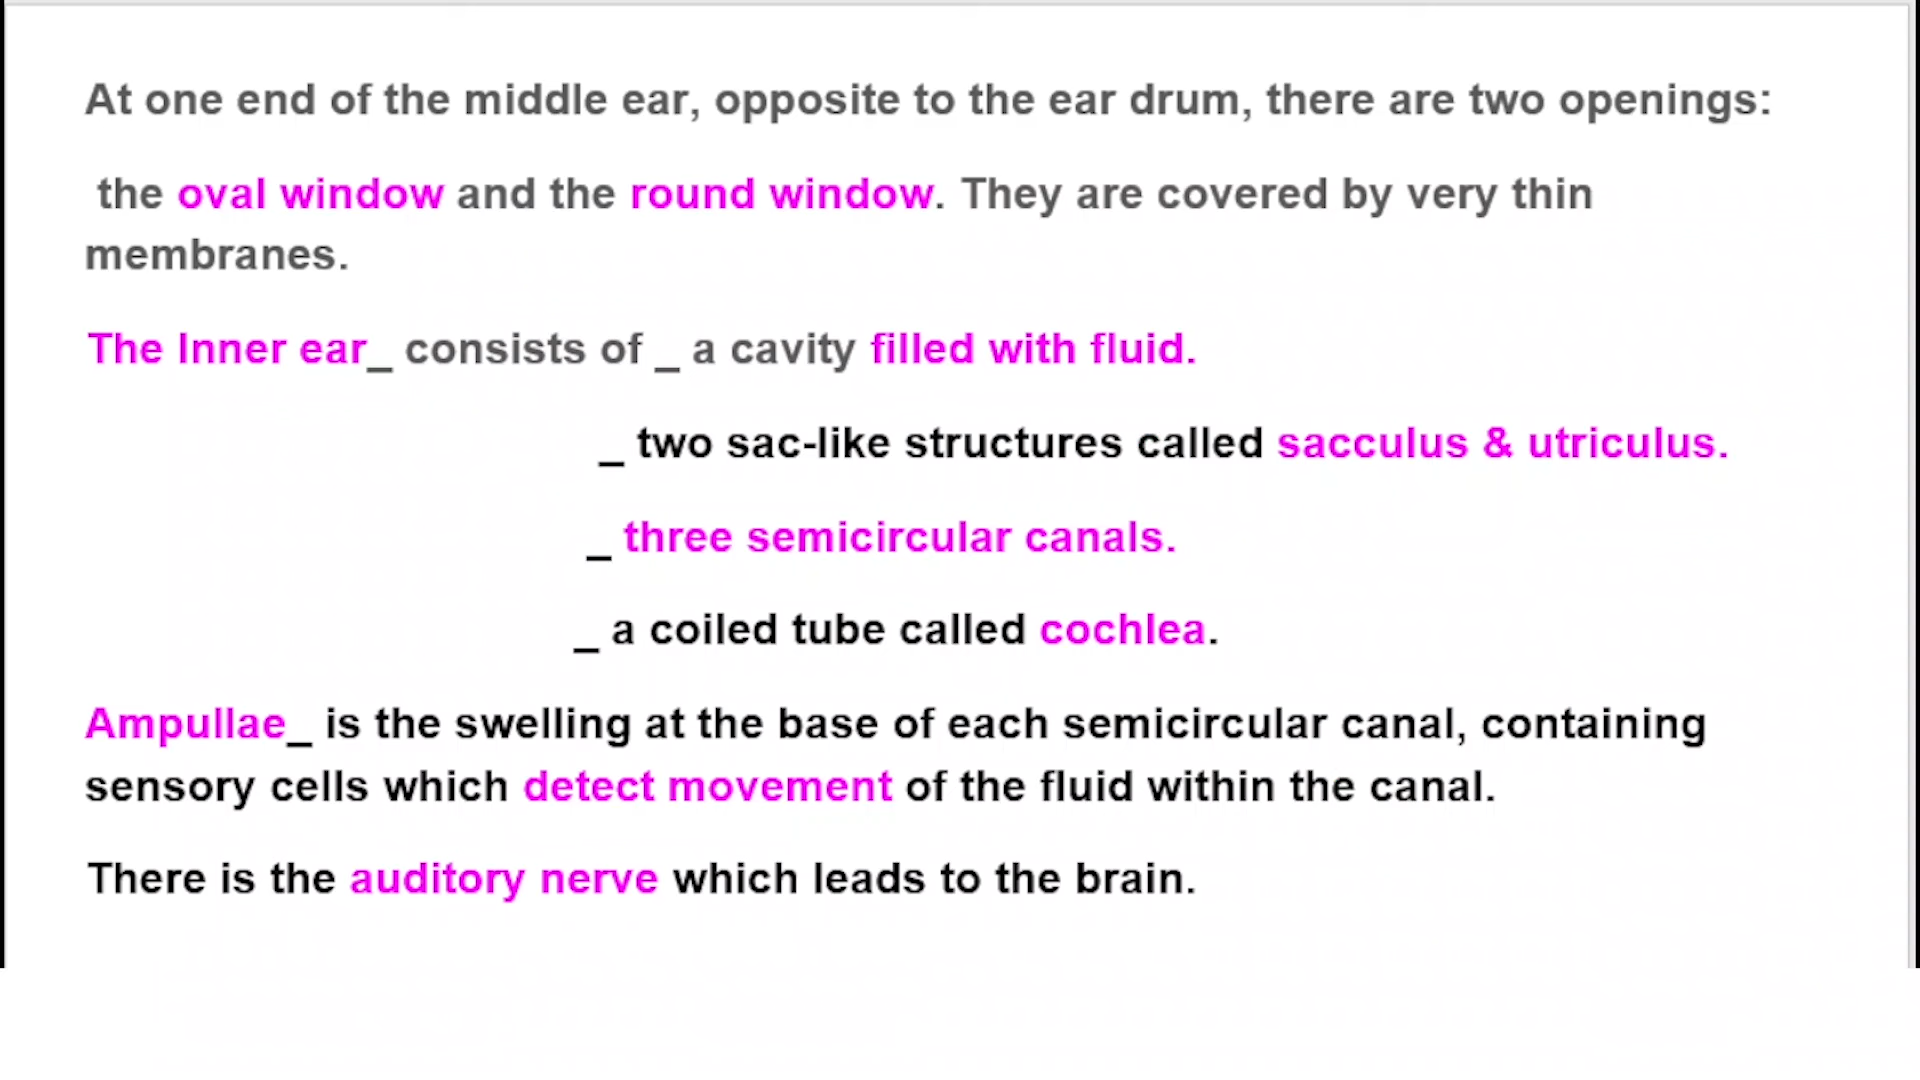 At one end of the middle ear, opposite to the ear drum, there are two openings:
the oval window and the round window. They are covered by very thin
membranes.
The Inner ear_ consists of _ a cavity filled with fluid.
_ two sac-like structures called sacculus & utriculus.
_ three semicircular canals.
_ a coiled tube called cochlea.
Ampullae_ is the swelling at the base of each semicircular canal, containing
sensory cells which detect movement of the fluid within the canal.
There is the auditory nerve which leads to the brain.